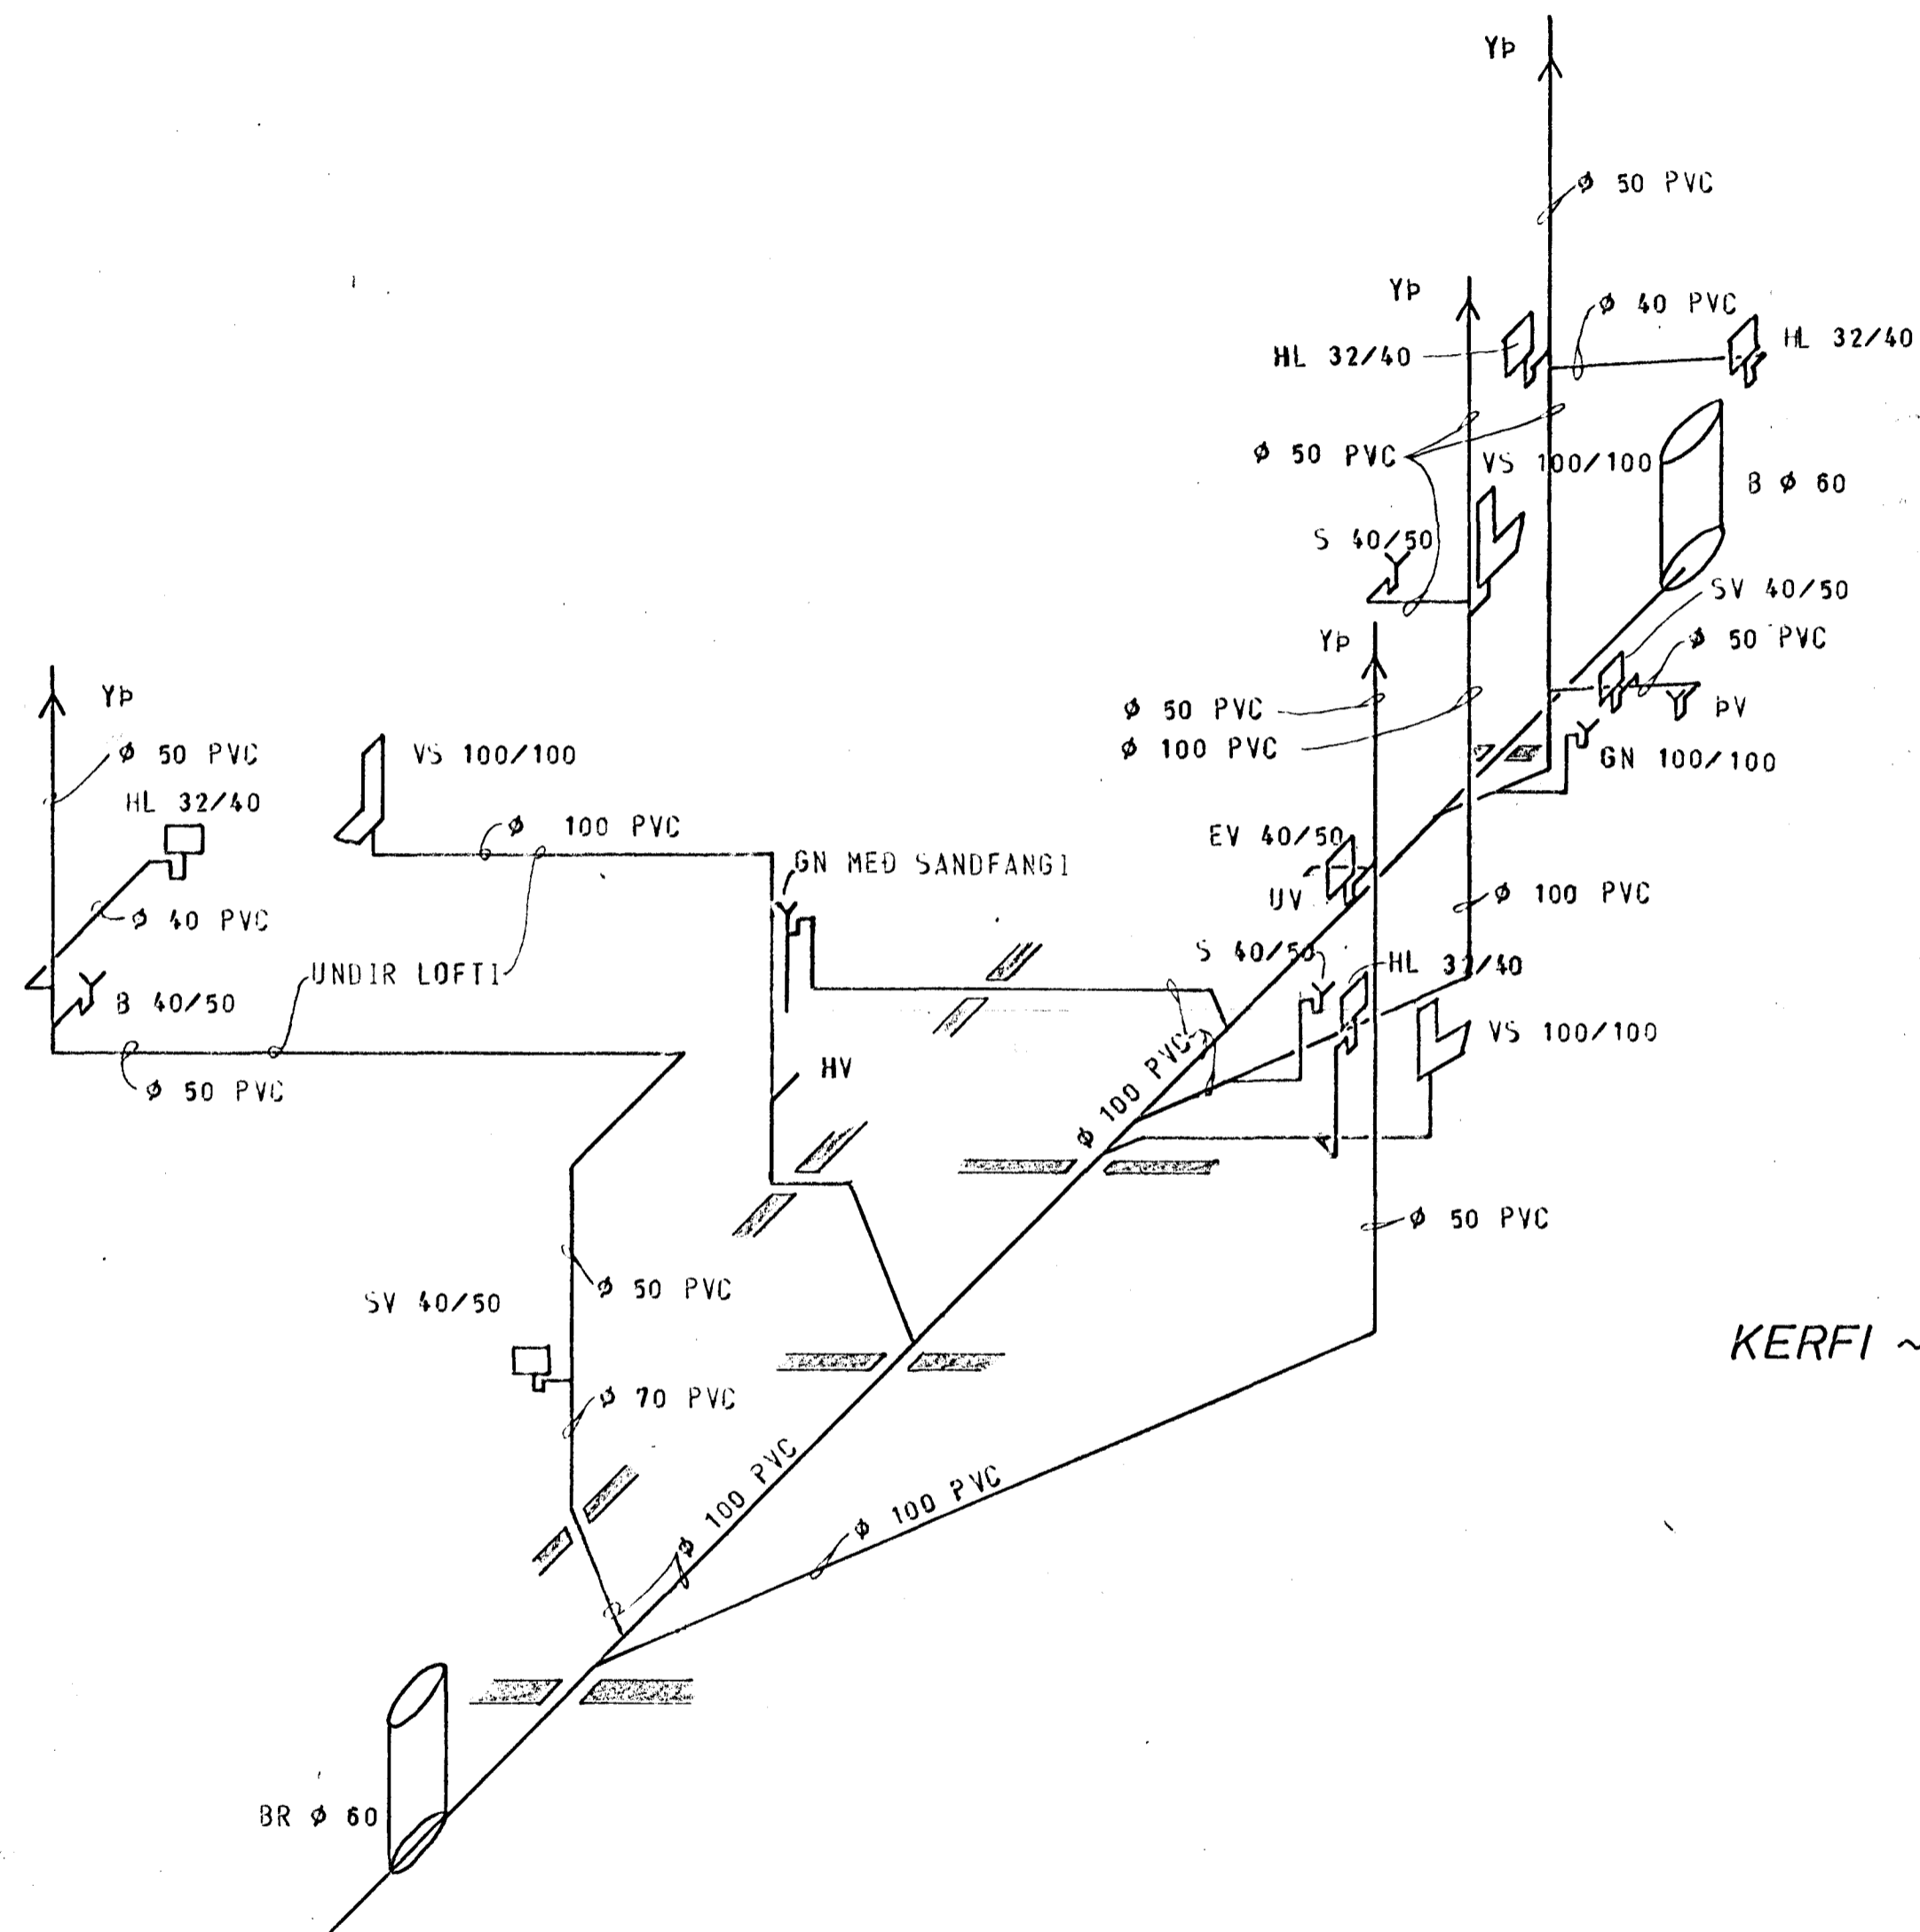 YÞ
ϕ 50 PVC
YÞ
ϕ 40 PVC
HL 32/40
HL 32/40
ϕ 50 PVC
VS 100/100
B ϕ 60
S 40/50
SV 40/50
YÞ
ϕ 50 PVC
YÞ
ϕ 50 PVC
ÞV
ϕ 50 PVC
VS 100/100
ϕ 100 PVC
GN 100/100
HL 32/40
ϕ 100 PVC
EV 40/50
GN MEÐ SANDFANGI
UV
ϕ 100 PVC
ϕ 40 PVC
S 40/50
HL 32/40
UNDIR LOFTI
B 40/50
VS 100/100
ϕ 100 PVC
HV
ϕ 50 PVC
ϕ 50 PVC
ϕ 50 PVC
SV 40/50
KERFI ~
ϕ 70 PVC
ϕ 100 PVC
ϕ 100 PVC
BR ϕ 60